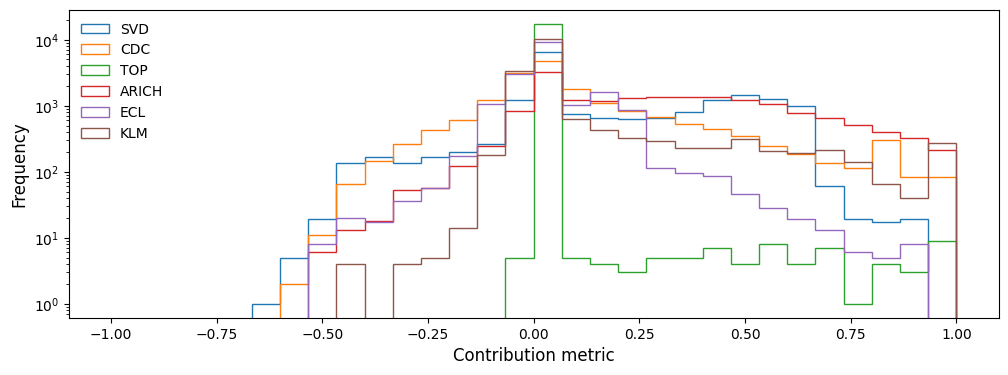 SVD
CDC
TOP
ARICH
ECL
KLM
Frequency
10⁴
10³
10²
10¹
10⁰
−1.00 −0.75 −0.50 −0.25 0.00 0.25 0.50 0.75 1.00
Contribution metric